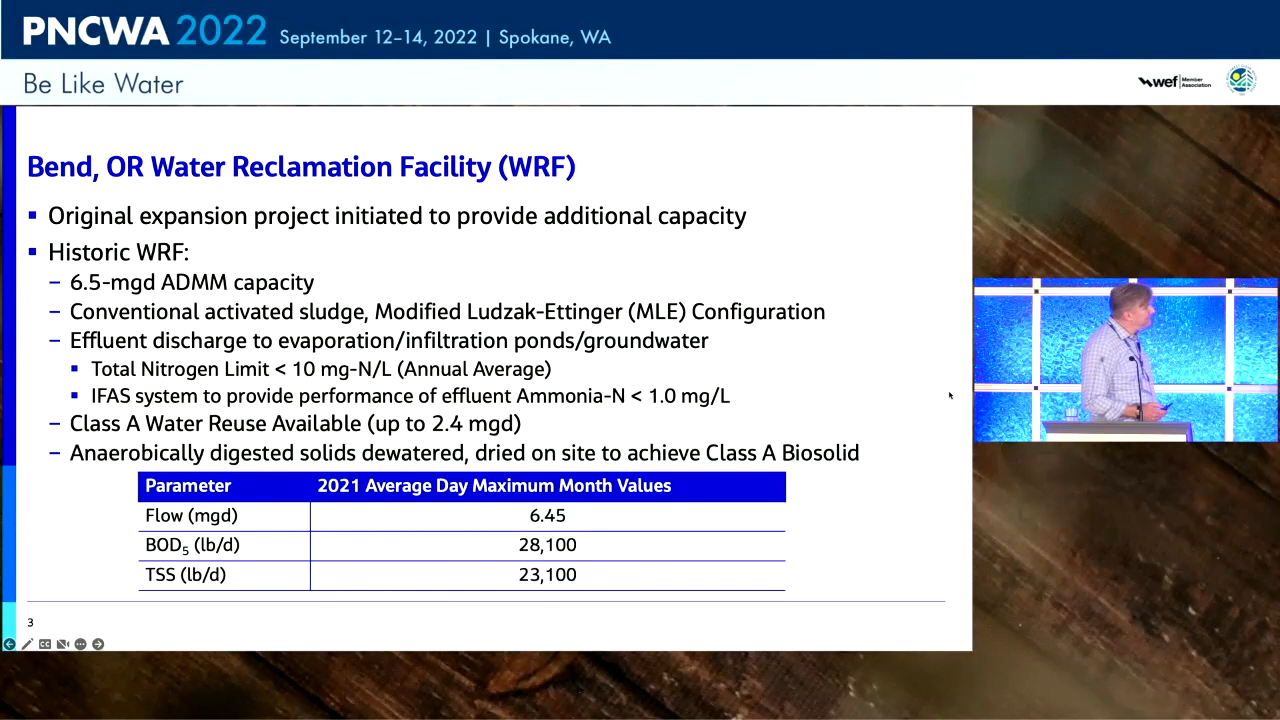 PNCWA 2022 September 12–14, 2022 | Spokane, WA
Be Like Water
wef Member Association
Bend, OR Water Reclamation Facility (WRF)
▪ Original expansion project initiated to provide additional capacity
▪ Historic WRF:
– 6.5-mgd ADMM capacity
– Conventional activated sludge, Modified Ludzak-Ettinger (MLE) Configuration
– Effluent discharge to evaporation/infiltration ponds/groundwater
▪ Total Nitrogen Limit < 10 mg-N/L (Annual Average)
▪ IFAS system to provide performance of effluent Ammonia-N < 1.0 mg/L
– Class A Water Reuse Available (up to 2.4 mgd)
– Anaerobically digested solids dewatered, dried on site to achieve Class A Biosolid
Parameter 2021 Average Day Maximum Month Values
Flow (mgd) 6.45
BOD₅ (lb/d) 28,100
TSS (lb/d) 23,100
3
CC